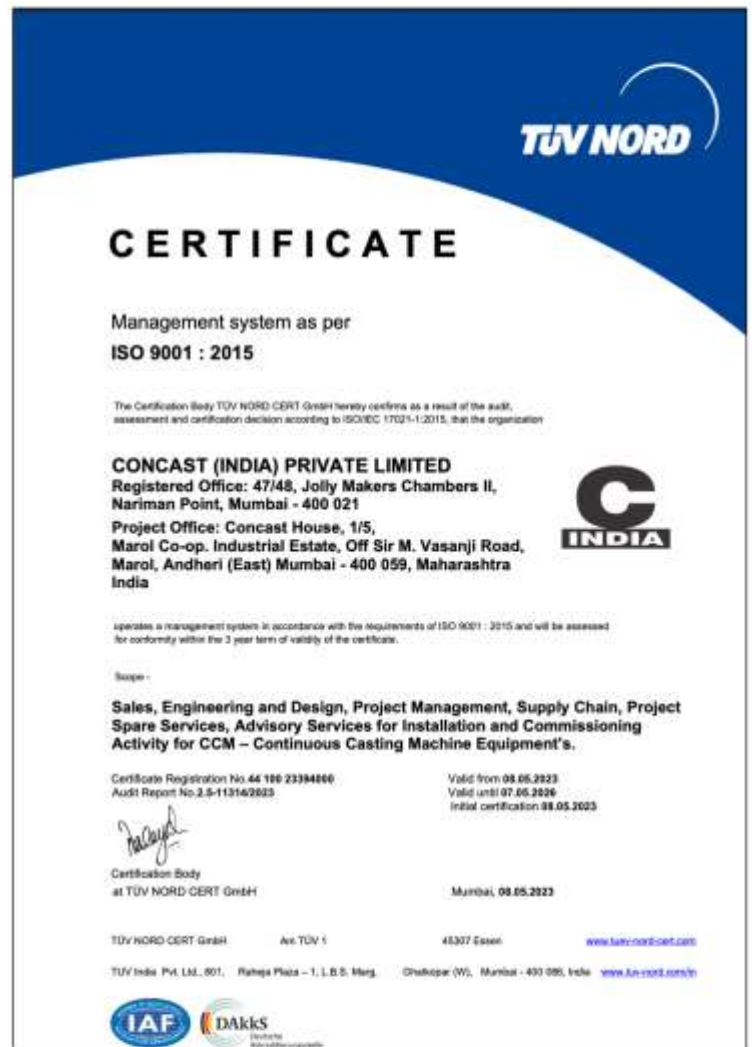 TÜV NORD
CERTIFICATE
Management system as per
ISO 9001 : 2015
The Certification Body TÜV NORD CERT GmbH hereby confirms as a result of the audit,
assessment and certification decision according to ISO/IEC 17021-1:2015, that the organization
CONCAST (INDIA) PRIVATE LIMITED
Registered Office: 47/48, Jolly Makers Chambers II,
Nariman Point, Mumbai - 400 021
Project Office: Concast House, 1/5,
Marol Co-op. Industrial Estate, Off Sir M. Vasanji Road,
Marol, Andheri (East) Mumbai - 400 059, Maharashtra
India
C
INDIA
operates a management system in accordance with the requirements of ISO 9001 : 2015 and will be assessed
for conformity within the 3 year term of validity of the certificate.
Scope -
Sales, Engineering and Design, Project Management, Supply Chain, Project
Spare Services, Advisory Services for Installation and Commissioning
Activity for CCM – Continuous Casting Machine Equipment's.
Certificate Registration No.44 100 23394000
Audit Report No.2.5-11314/2023
Valid from 08.05.2023
Valid until 07.05.2026
Initial certification 08.05.2023
Certification Body
at TÜV NORD CERT GmbH
Mumbai, 08.05.2023
TÜV NORD CERT GmbH Am TÜV 1 45307 Essen www.tuev-nord-cert.com
TÜV India Pvt. Ltd., 801, Raheja Plaza – 1, L.B.S. Marg, Ghatkopar (W), Mumbai - 400 086, India www.tuv-nord.com/in
IAF
DAkkS
Deutsche
Akkreditierungsstelle